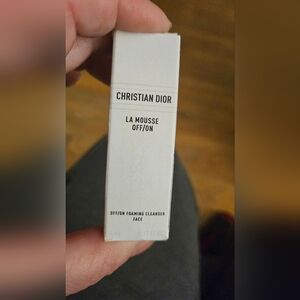 CHRISTIAN DIOR
LA MOUSSE
OFF/ON
OFF/ON FOAMING CLEANSER
FACE